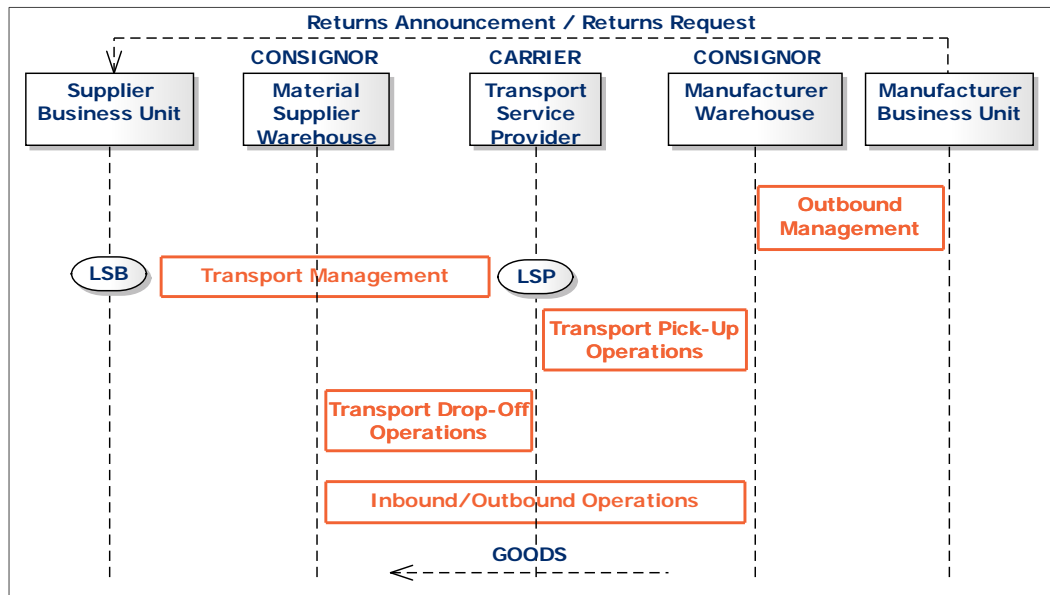 Returns Announcement / Returns Request
CONSIGNOR
CARRIER
CONSIGNOR
Supplier
Business Unit
Material
Supplier
Warehouse
Transport
Service
Provider
Manufacturer
Warehouse
Manufacturer
Business Unit
Outbound
Management
LSB
Transport Management
LSP
Transport Pick-Up
Operations
Transport Drop-Off
Operations
Inbound/Outbound Operations
GOODS